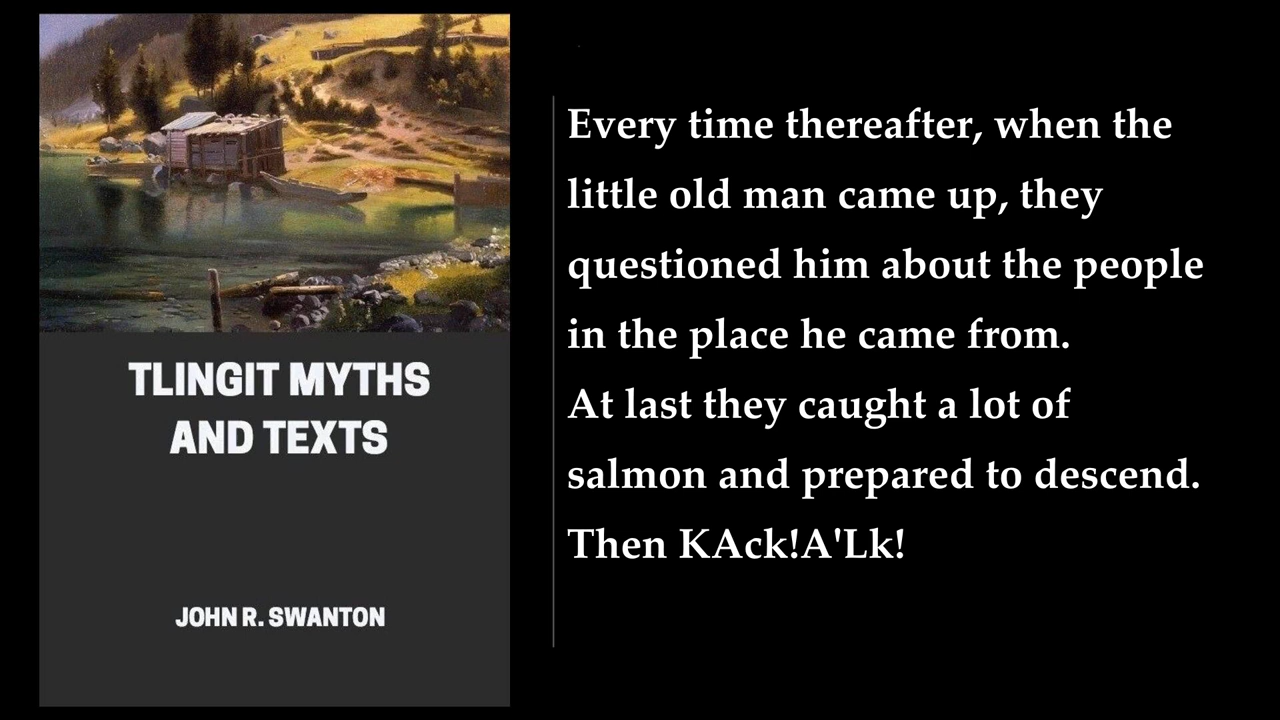 TLINGIT MYTHS
AND TEXTS
JOHN R. SWANTON
Every time thereafter, when the
little old man came up, they
questioned him about the people
in the place he came from.
At last they caught a lot of
salmon and prepared to descend.
Then KAck!A'Lk!